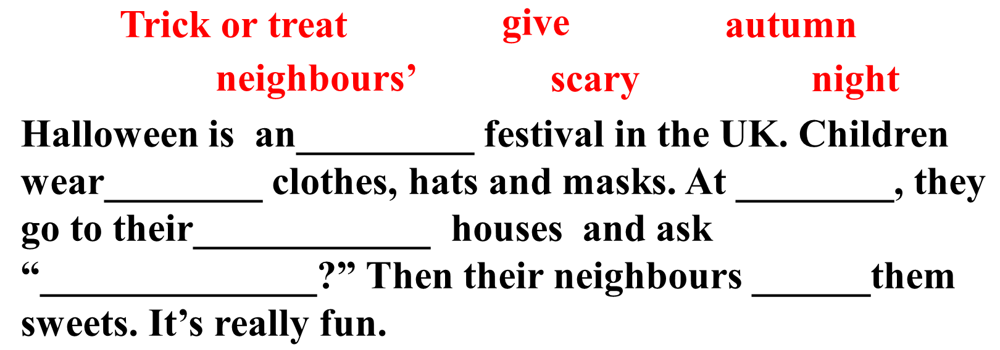 Trick or treat give autumn
neighbours’ scary night
Halloween is an_________ festival in the UK. Children
wear________ clothes, hats and masks. At ________, they
go to their____________ houses and ask
“______________?” Then their neighbours ______them
sweets. It’s really fun.